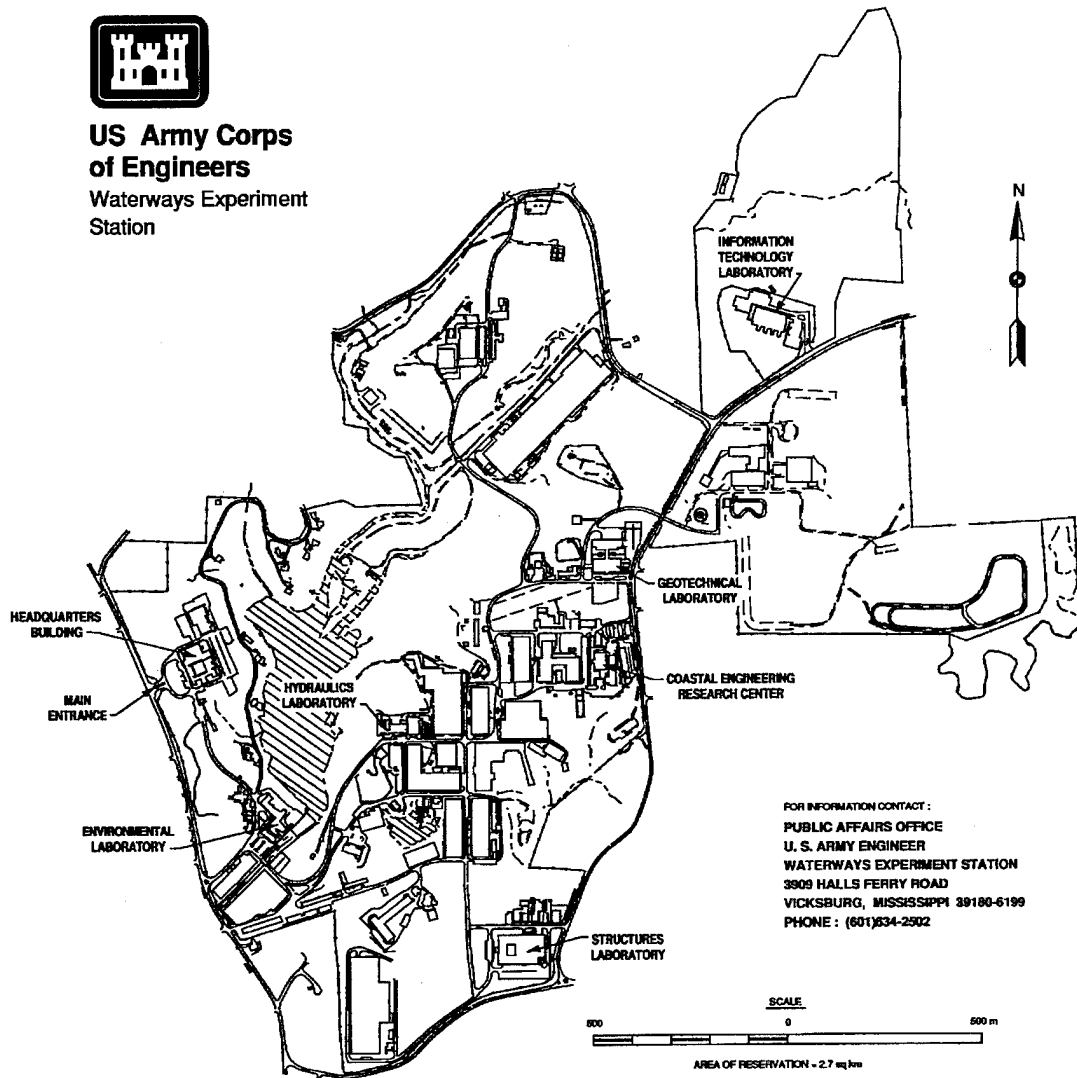 US Army Corps
of Engineers
Waterways Experiment
Station
N
INFORMATION
TECHNOLOGY
LABORATORY
GEOTECHNICAL
LABORATORY
HEADQUARTERS
BUILDING
MAIN
ENTRANCE
HYDRAULICS
LABORATORY
COASTAL ENGINEERING
RESEARCH CENTER
ENVIRONMENTAL
LABORATORY
STRUCTURES
LABORATORY
FOR INFORMATION CONTACT :
PUBLIC AFFAIRS OFFICE
U. S. ARMY ENGINEER
WATERWAYS EXPERIMENT STATION
3909 HALLS FERRY ROAD
VICKSBURG, MISSISSIPPI 39180-6199
PHONE : (601)634-2502
SCALE
500 0 500 m
AREA OF RESERVATION = 2.7 sq km